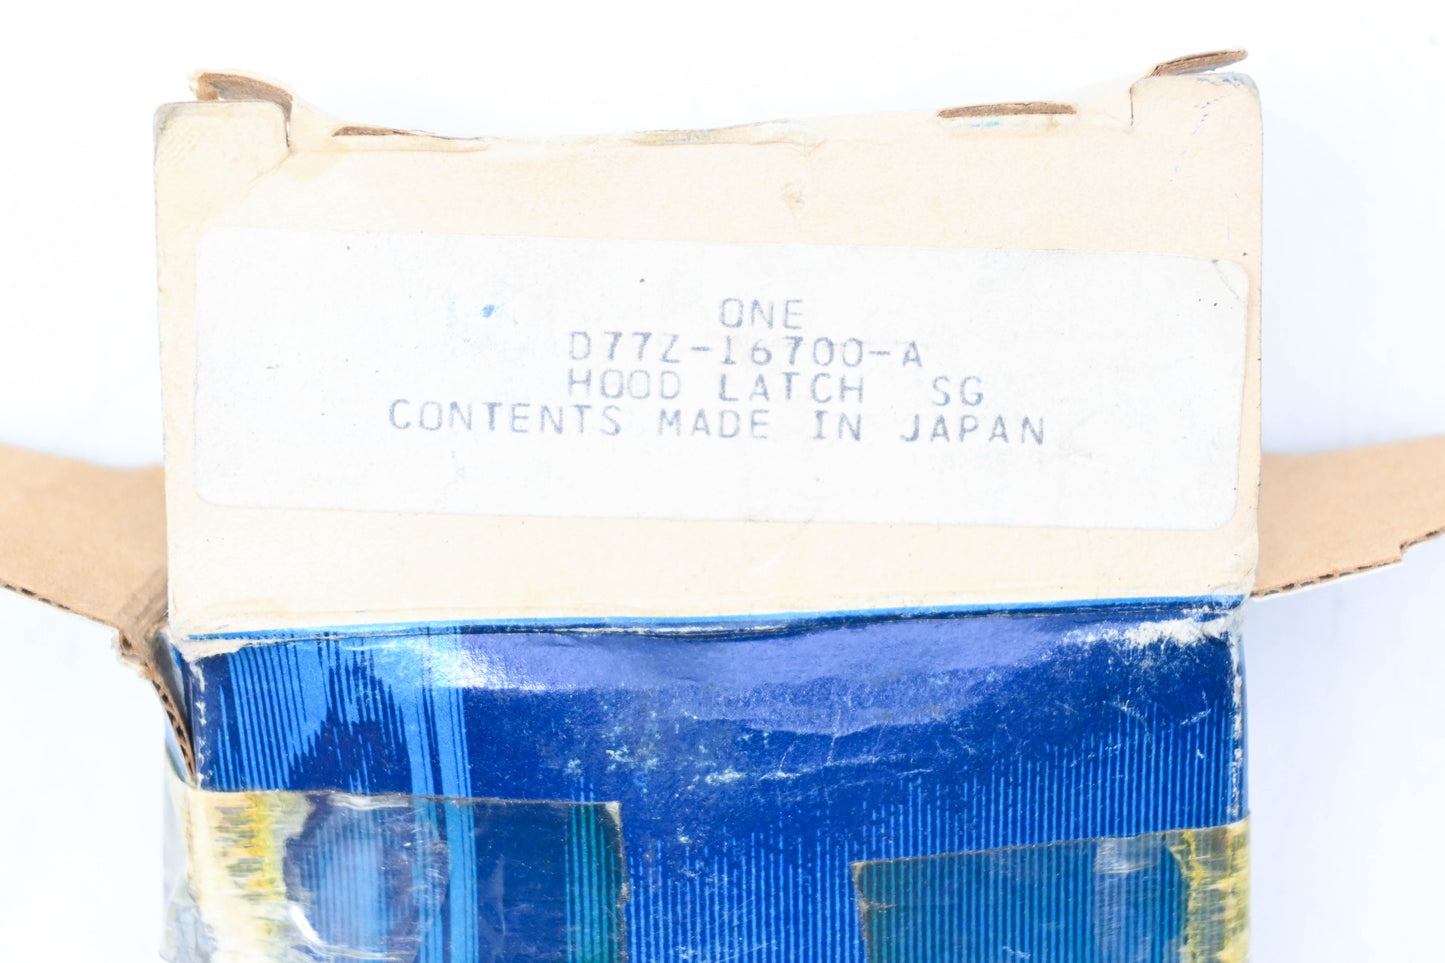 ONE
D77Z-16700-A
HOOD LATCH SG
CONTENTS MADE IN JAPAN